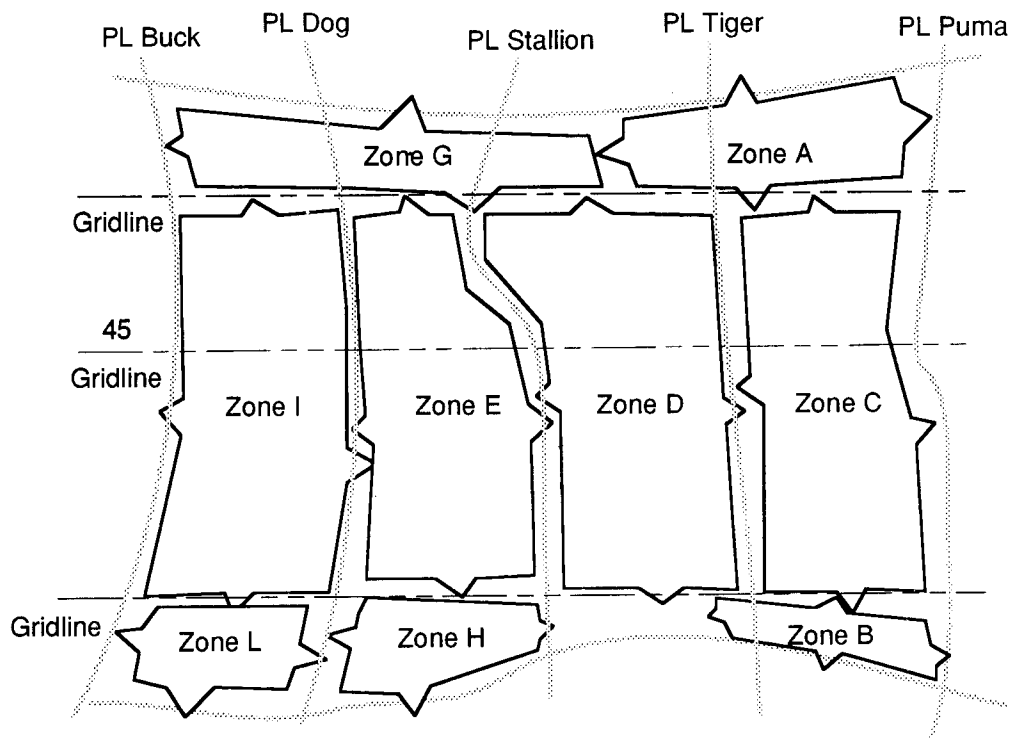 PL Buck
PL Dog
PL Stallion
PL Tiger
PL Puma
Zone G
Zone A
Gridline
45
Gridline
Zone I
Zone E
Zone D
Zone C
Gridline
Zone L
Zone H
Zone B